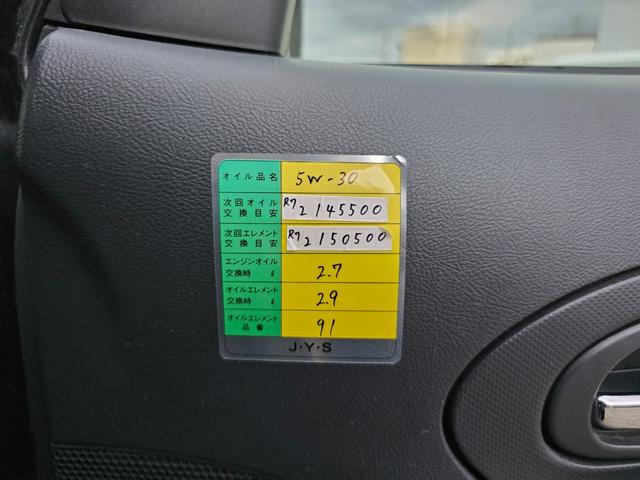 オイル品名 5W-30
次回オイル
交換目安 R7 2 145500
次回エレメント
交換目安 R7 2 150500
エンジンオイル
交換時 ℓ 2.7
オイルエレメント
交換時 ℓ 2.9
オイルエレメント
品番 91
J・Y・S